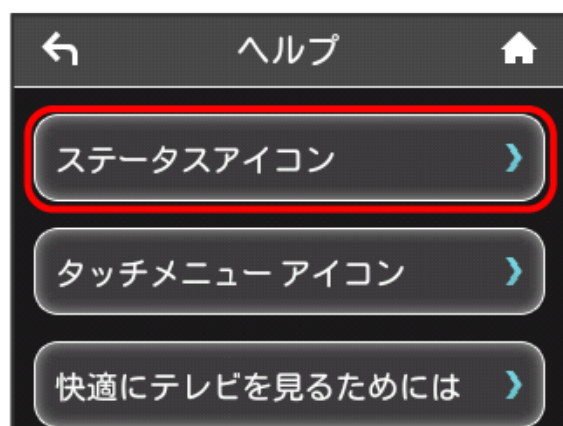 ヘルプ
ステータスアイコン
タッチメニュー アイコン
快適にテレビを見るためには